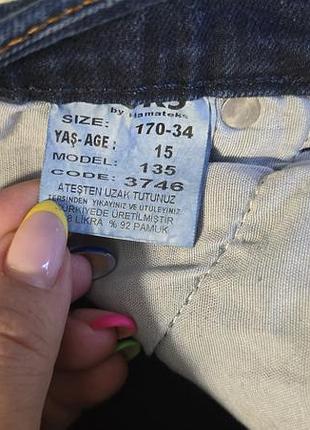 by Hamateks
SIZE: 170-34
YAŞ-AGE: 15
MODEL: 135
CODE: 3746
ATEŞTEN UZAK TUTUNUZ
TERSİNDEN YIKAYINIZ VE ÜTÜLEYİNİZ
TÜRKİYEDE ÜRETİLMİŞTİR
8 LİKRA % 92 PAMUK